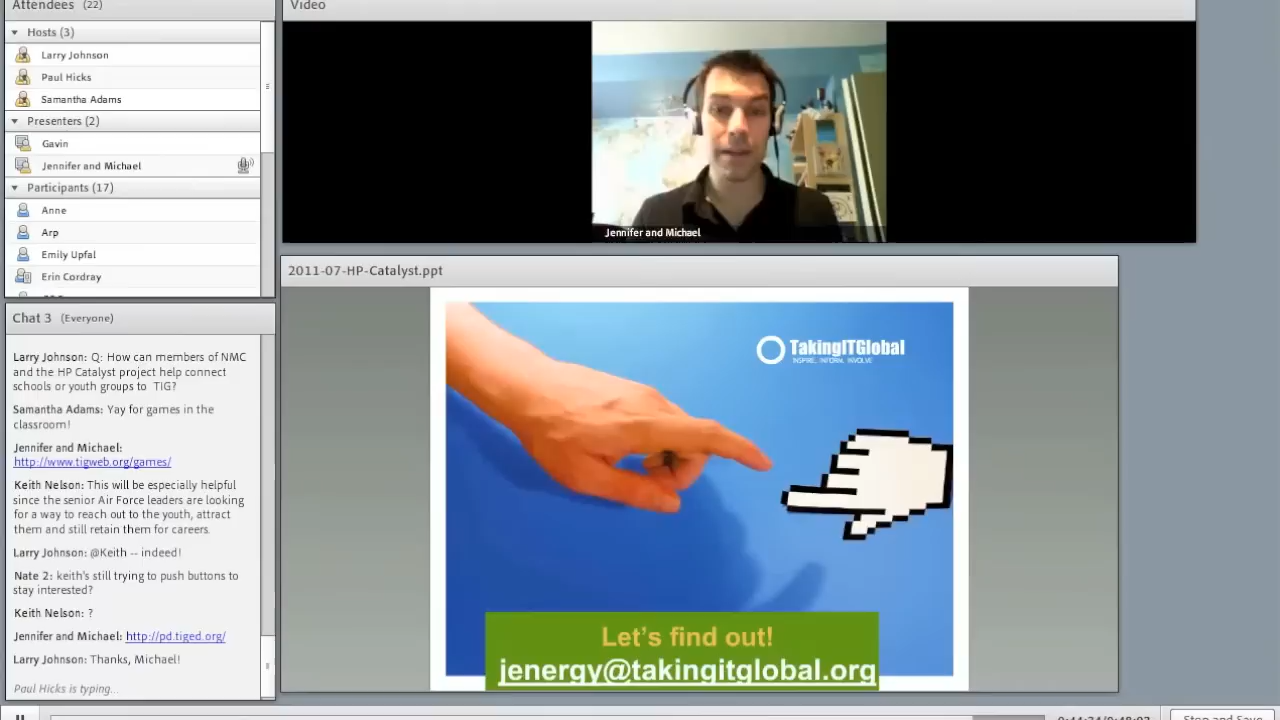 Attendees (22)
Hosts (3)
Larry Johnson
Paul Hicks
Samantha Adams
Presenters (2)
Gavin
Jennifer and Michael
Participants (17)
Anne
Arp
Emily Upfal
Erin Cordray
Chat 3 (Everyone)
Larry Johnson: Q: How can members of NMC
and the HP Catalyst project help connect
schools or youth groups to TIG?
Samantha Adams: Yay for games in the
classroom!
Jennifer and Michael:
http://www.tigweb.org/games/
Keith Nelson: This will be especially helpful
since the senior Air Force leaders are looking
for a way to reach out to the youth, attract
them and still retain them for careers.
Larry Johnson: @Keith -- indeed!
Nate 2: keith's still trying to push buttons to
stay interested?
Keith Nelson: ?
Jennifer and Michael: http://pd.tiged.org/
Larry Johnson: Thanks, Michael!
Paul Hicks is typing...
Video
Jennifer and Michael
2011-07-HP-Catalyst.ppt
TakingITGlobal
INSPIRE. INFORM. INVOLVE
Let's find out!
jenergy@takingitglobal.org
Stop and Save